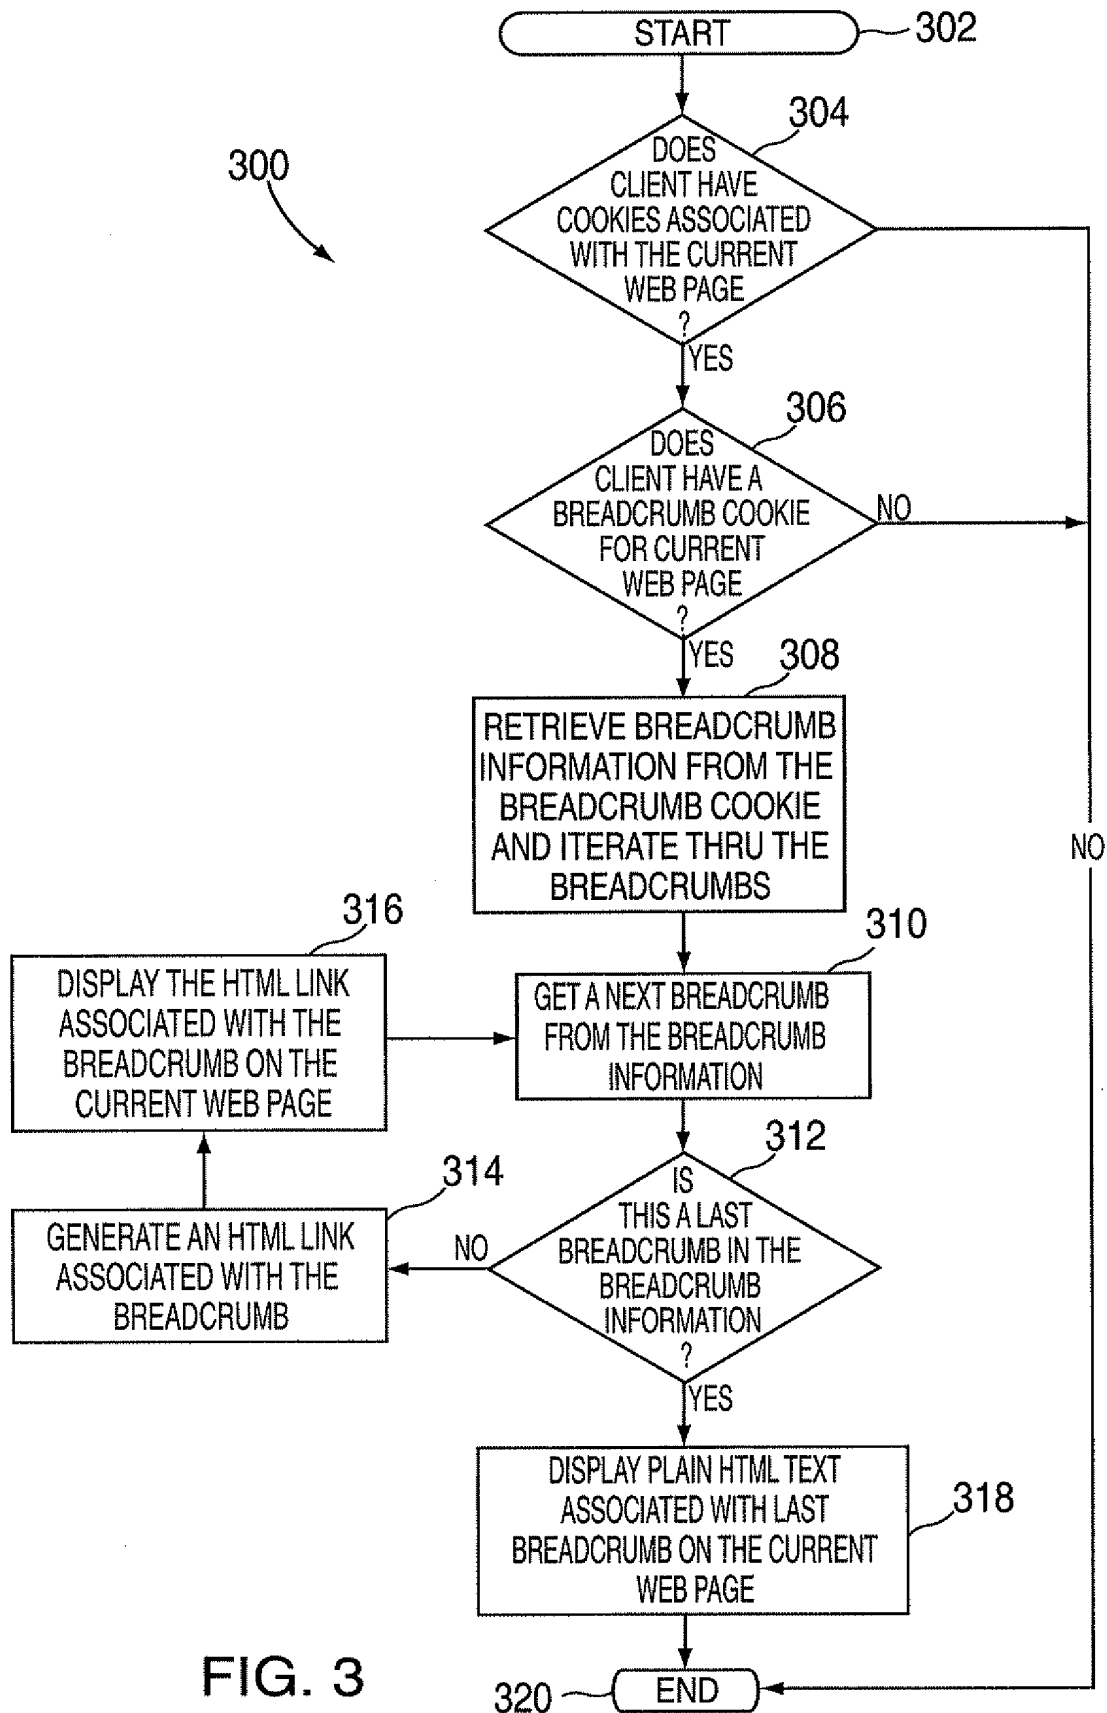 START
302
304
300
DOES
CLIENT HAVE
COOKIES ASSOCIATED
WITH THE CURRENT
WEB PAGE
?
YES
306
DOES
CLIENT HAVE A
BREADCRUMB COOKIE
FOR CURRENT
WEB PAGE
?
NO
YES
308
RETRIEVE BREADCRUMB
INFORMATION FROM THE
BREADCRUMB COOKIE
AND ITERATE THRU THE
BREADCRUMBS
NO
316
DISPLAY THE HTML LINK
ASSOCIATED WITH THE
BREADCRUMB ON THE
CURRENT WEB PAGE
310
GET A NEXT BREADCRUMB
FROM THE BREADCRUMB
INFORMATION
312
IS
THIS A LAST
BREADCRUMB IN THE
BREADCRUMB
INFORMATION
?
NO
314
GENERATE AN HTML LINK
ASSOCIATED WITH THE
BREADCRUMB
YES
DISPLAY PLAIN HTML TEXT
ASSOCIATED WITH LAST
BREADCRUMB ON THE CURRENT
WEB PAGE
318
FIG. 3
320
END